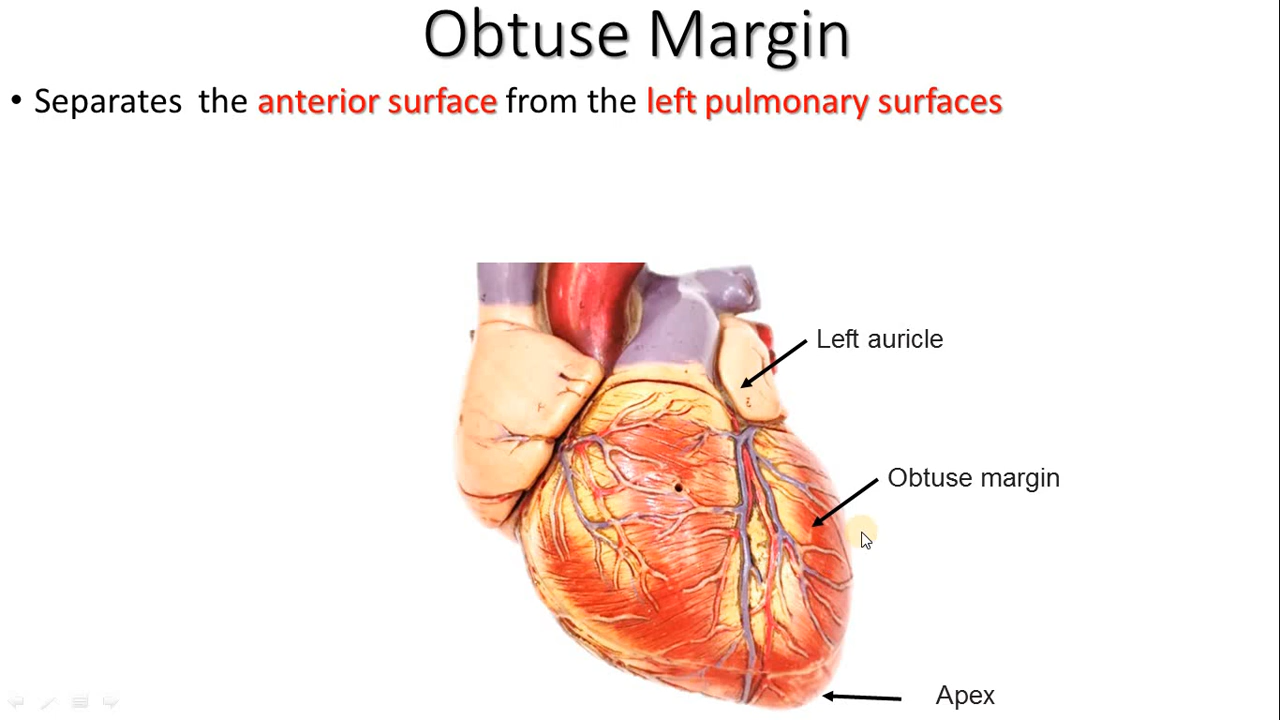 Obtuse Margin
• Separates the anterior surface from the left pulmonary surfaces
Left auricle
Obtuse margin
Apex